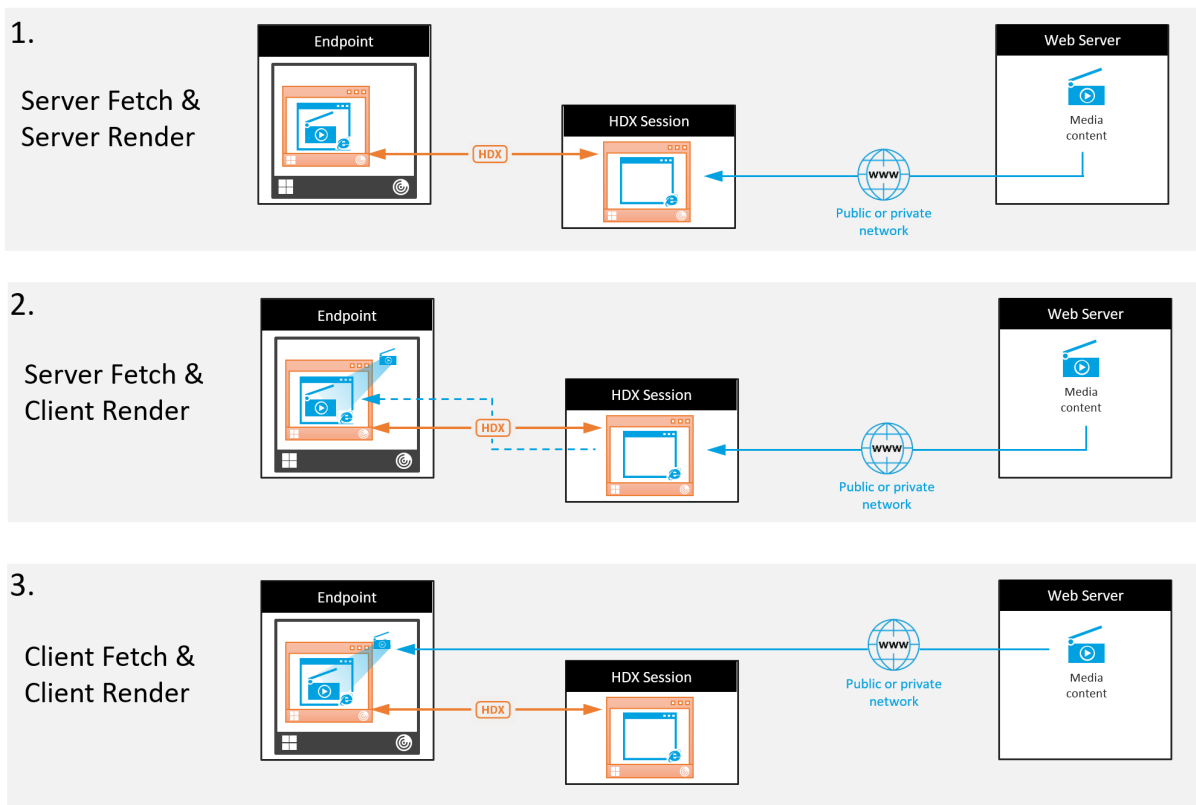 1.
Server Fetch &
Server Render
Endpoint
HDX
HDX Session
www
Public or private
network
Web Server
Media
content
2.
Server Fetch &
Client Render
Endpoint
HDX
HDX Session
www
Public or private
network
Web Server
Media
content
3.
Client Fetch &
Client Render
Endpoint
HDX
HDX Session
www
Public or private
network
Web Server
Media
content